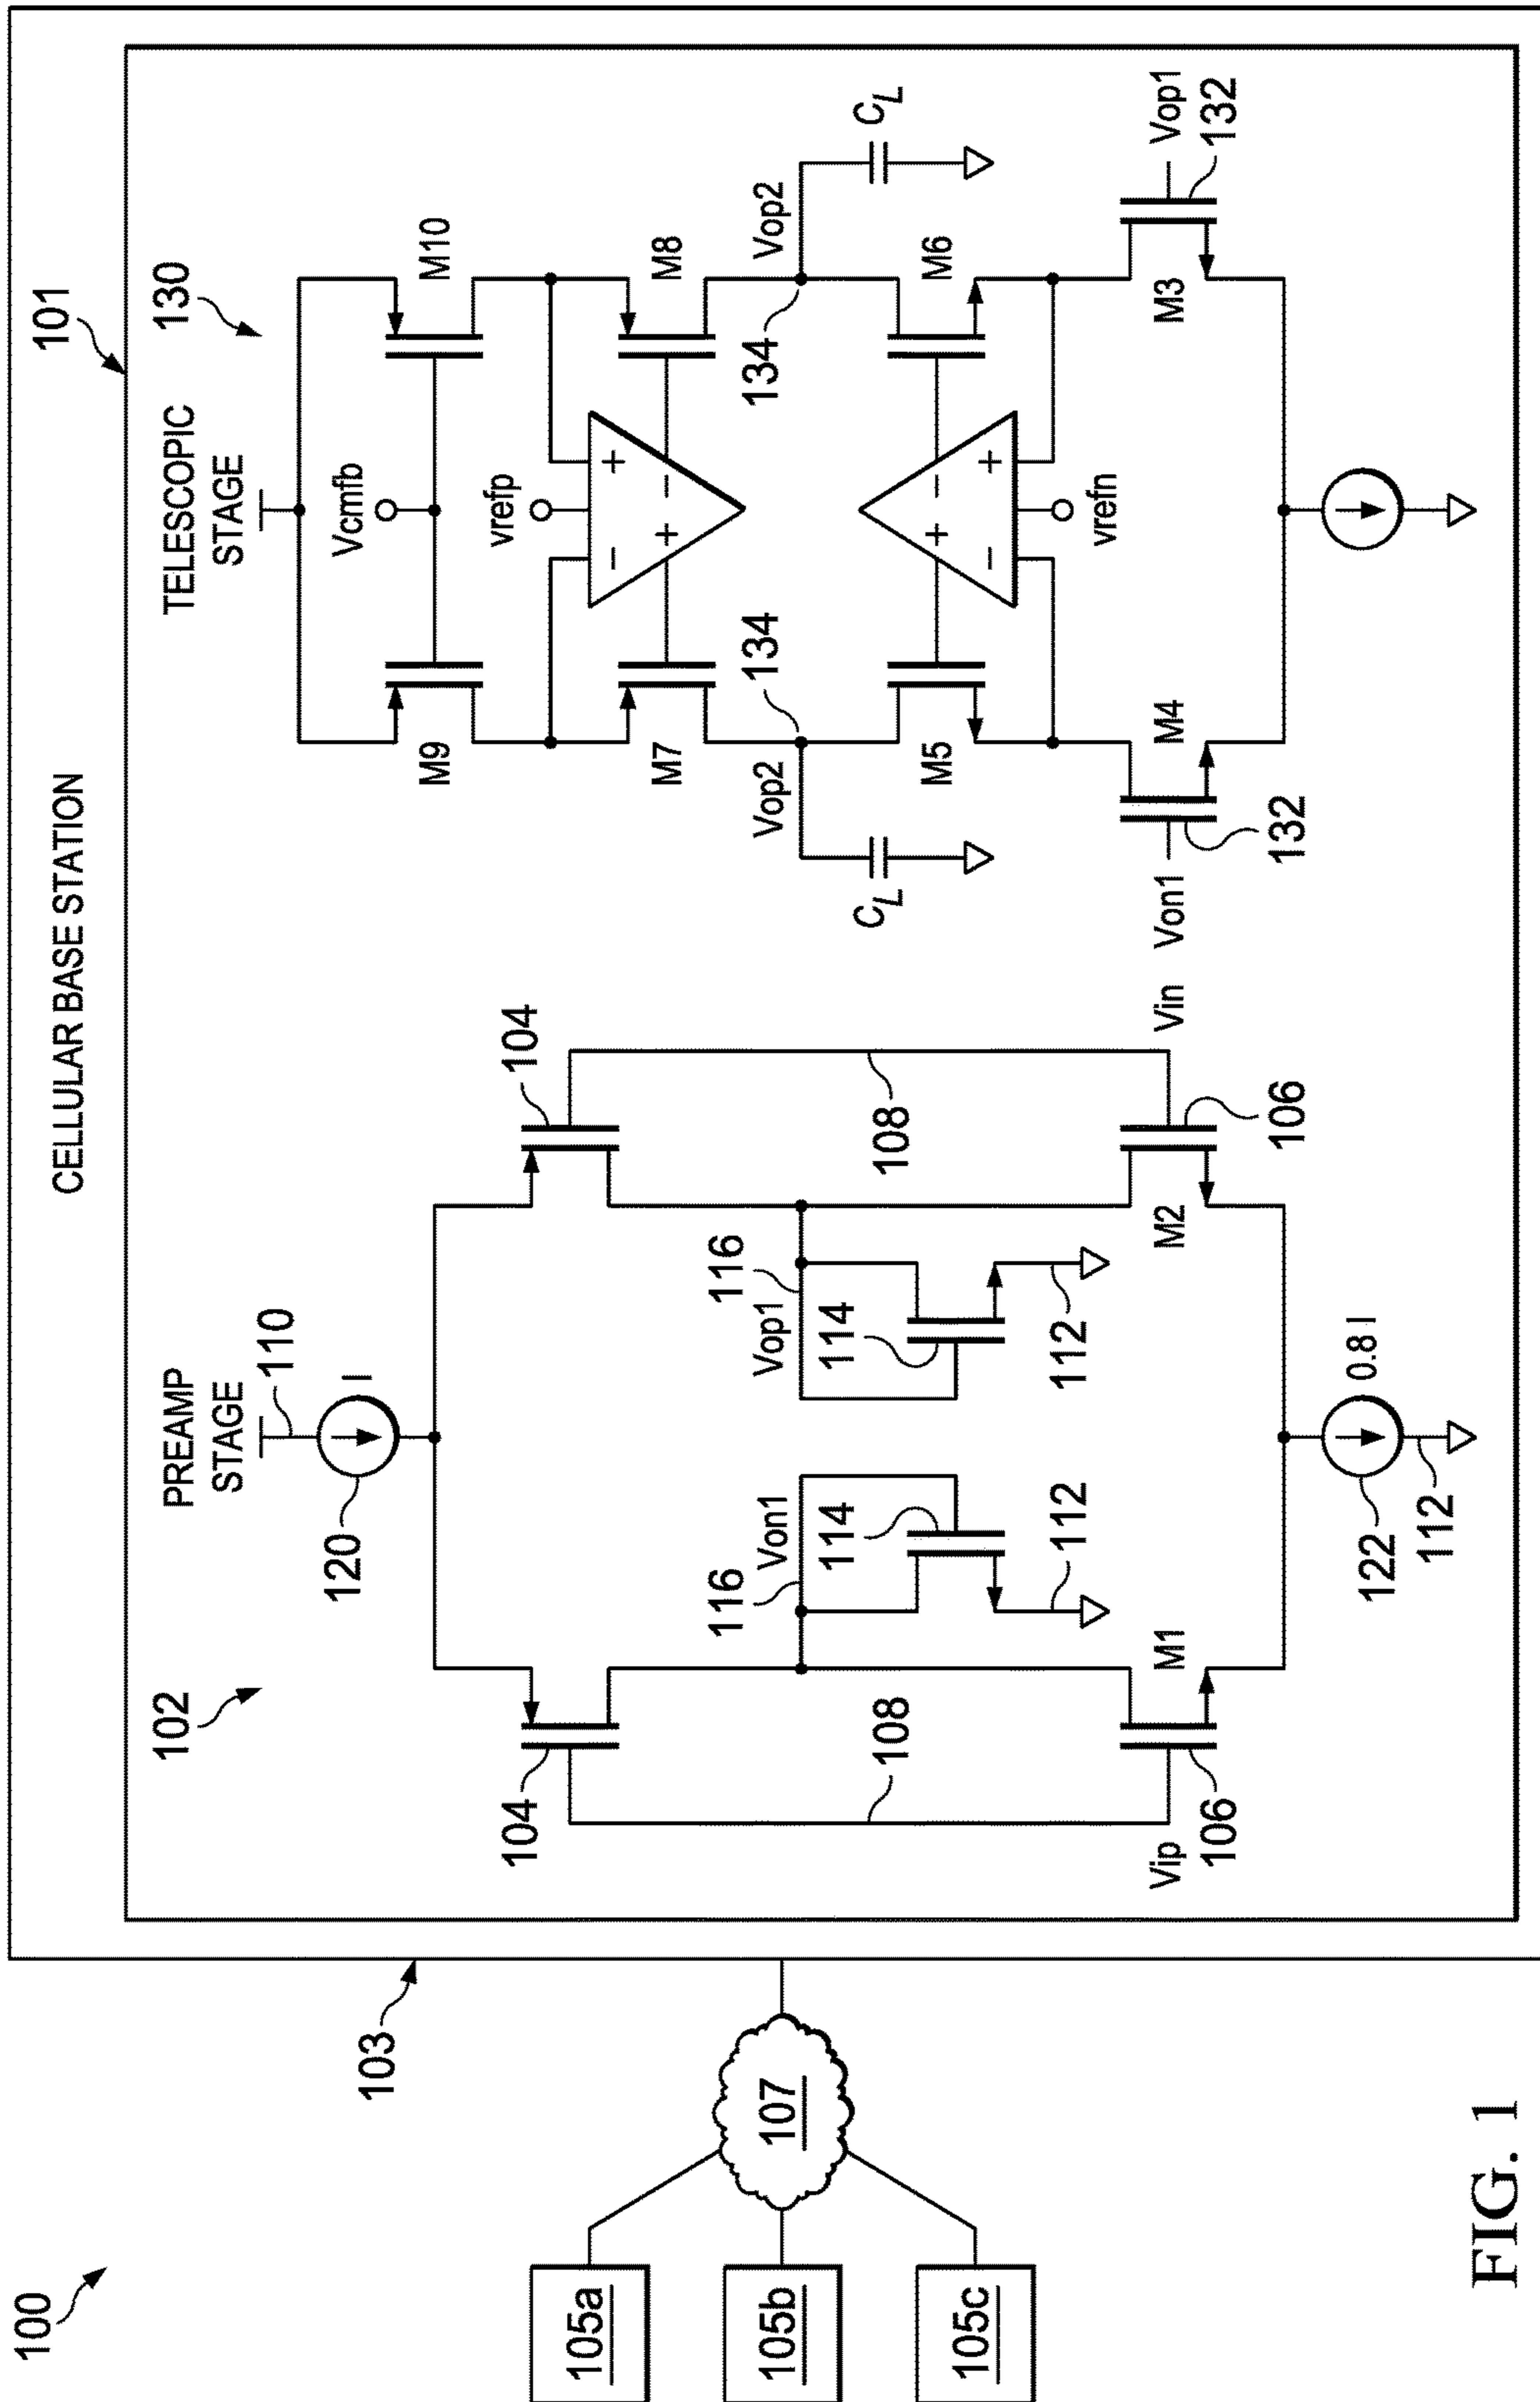 100
CELLULAR BASE STATION
101
103
105a
105b
105c
107
PREAMP
STAGE
102
110
120
I
104
104
108
108
116
Von1
116
Vop1
114
114
112
112
Vip
106
M1
M2
106
Vin
122
0.8 I
112
TELESCOPIC
STAGE
130
Vcmfb
M9
M10
vrefp
- +
+ -
M7
M8
134
134
Vop2
Vop2
CL
CL
M5
M6
+ -
- +
vrefn
Von1
M4
132
M3
Vop1
132
FIG. 1